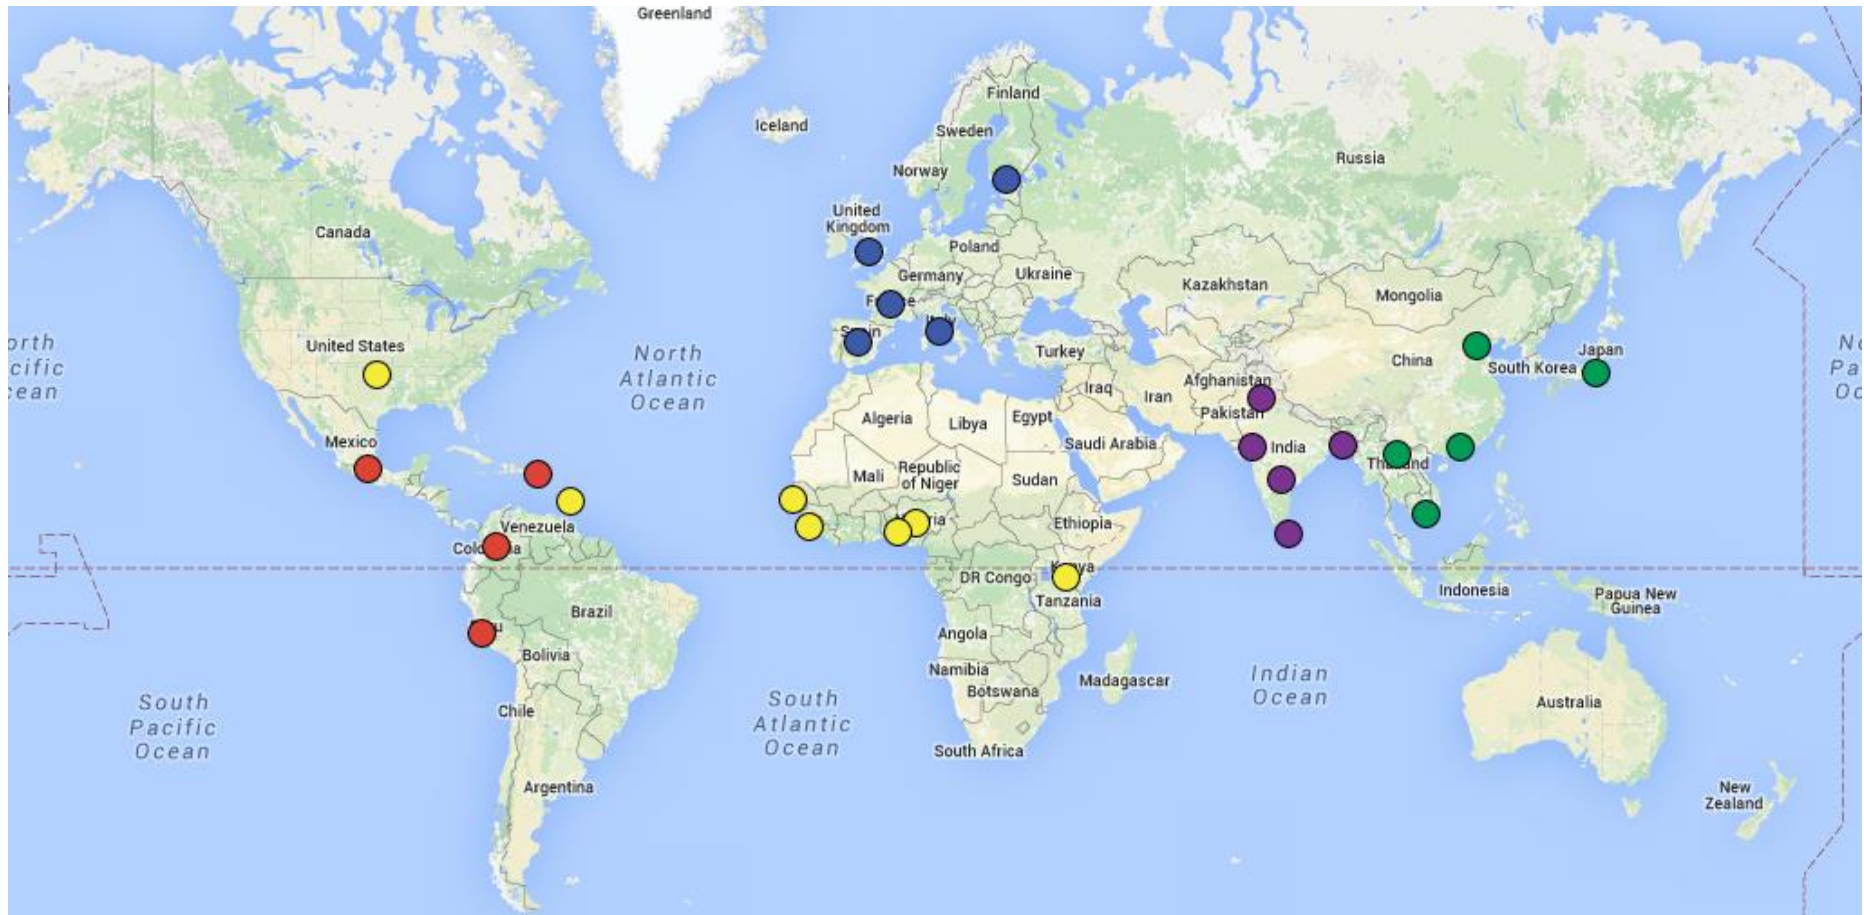 Greenland
Iceland
Finland
Sweden
Norway
Russia
United
Kingdom
Canada
Poland
Germany
Ukraine
Kazakhstan
Mongolia
United States
North
Atlantic
Ocean
Turkey
China
South Korea
Japan
Afghanistan
Iraq
Iran
Pakistan
Algeria
Libya
Egypt
Saudi Arabia
India
Mexico
Mali
Republic
of Niger
Sudan
Venezuela
Ethiopia
DR Congo
Tanzania
Indonesia
Papua New
Guinea
Brazil
Angola
Bolivia
Namibia
Botswana
Madagascar
Indian
Ocean
South
Pacific
Ocean
South
Atlantic
Ocean
Chile
Australia
South Africa
Argentina
New
Zealand